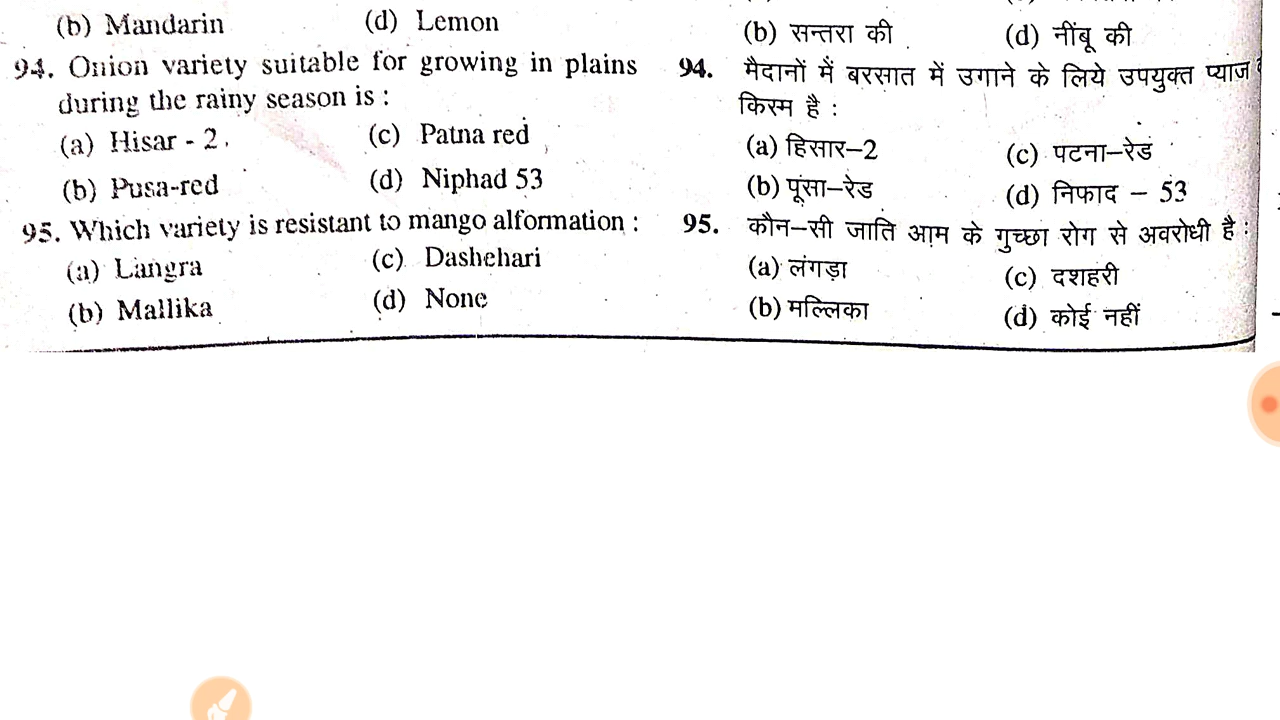 (b) Mandarin (d) Lemon
94. Onion variety suitable for growing in plains
during the rainy season is :
(a) Hisar - 2. (c) Patna red
(b) Pusa-red (d) Niphad 53
95. Which variety is resistant to mango alformation :
(a) Langra (c) Dashehari
(b) Mallika (d) None
(b) सन्तरा की (d) नींबू की
94. मैदानों में बरसात में उगाने के लिये उपयुक्त प्याज
किस्म है :
(a) हिसार–2 (c) पटना–रेड
(b) पूसा–रेड (d) निफाद – 53
95. कौन–सी जाति आम के गुच्छा रोग से अवरोधी है :
(a) लंगड़ा (c) दशहरी
(b) मल्लिका (d) कोई नहीं